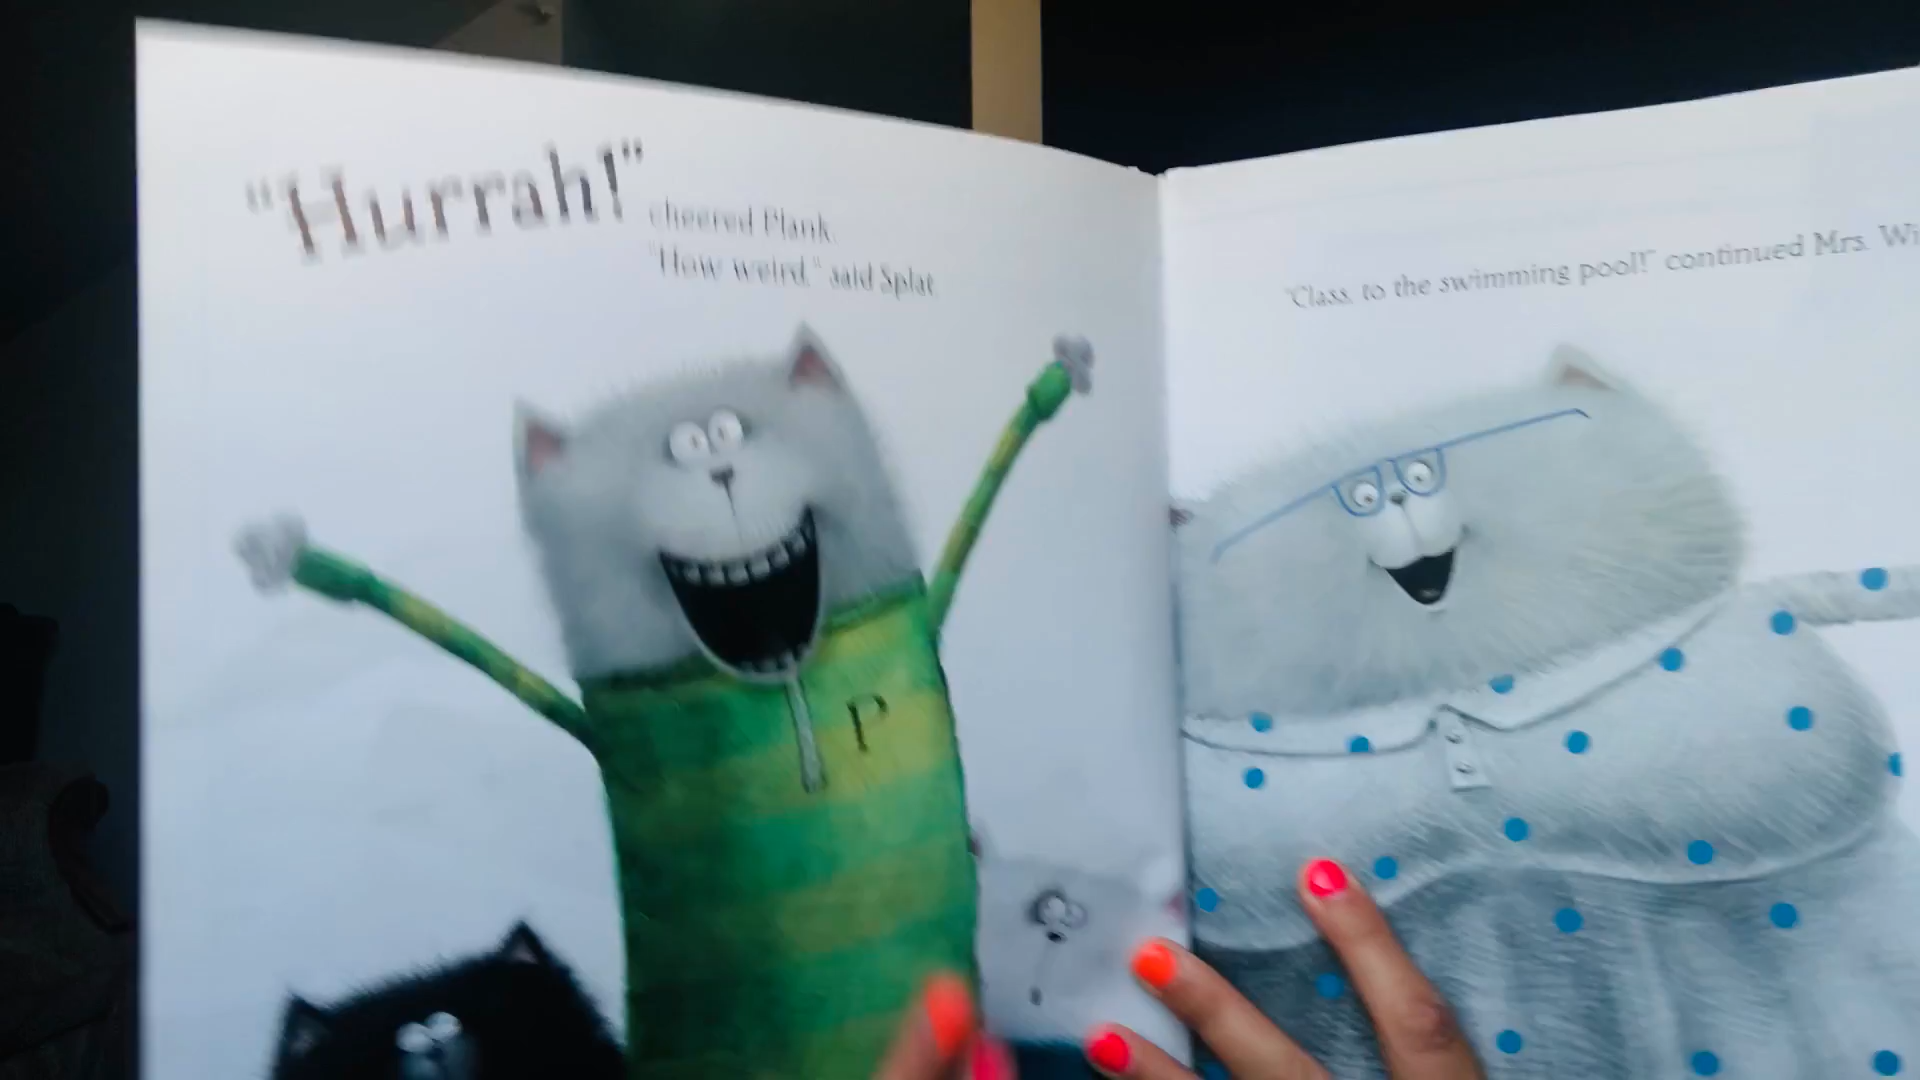 "Hurrah!" cheered Plank.
"How weird," said Splat.
P
"Class, to the swimming pool!" continued Mrs.